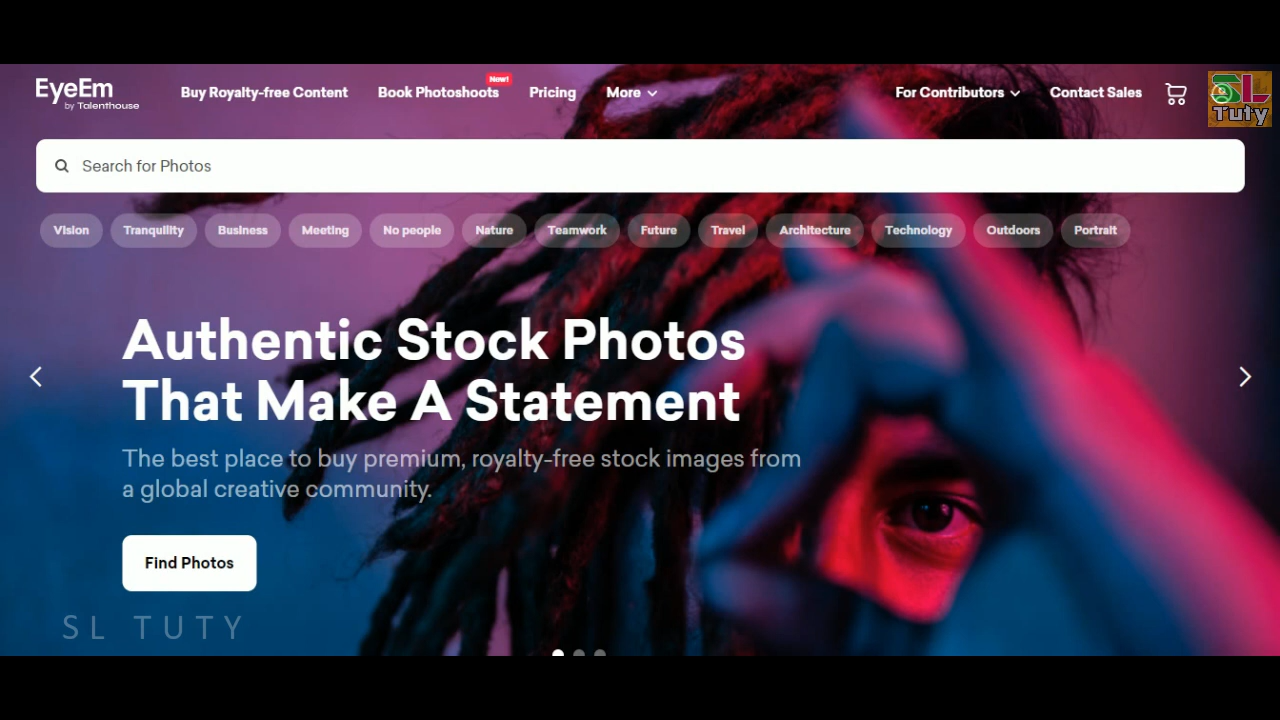 New!
EyeEm
by Talenthouse
Buy Royalty-free Content
Book Photoshoots
Pricing
More
For Contributors
Contact Sales
SL
Tuty
Search for Photos
Vision
Tranquility
Business
Meeting
No people
Nature
Teamwork
Future
Travel
Architecture
Technology
Outdoors
Portrait
Authentic Stock Photos
That Make A Statement
The best place to buy premium, royalty-free stock images from
a global creative community.
Find Photos
SL TUTY